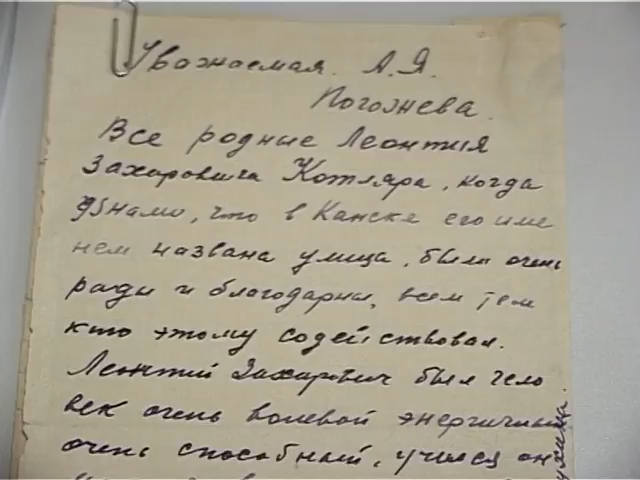 Уважаемая А.Я.
Погожнева.
Все родные Леонтия
Захаровича Котляра, когда
узнали, что в Канске его име
нем названа улица, были очень
рады и благодарны, всем тем
кто этому содействовал.
Леонтий Захарович был чело
век очень волевой энергичный
очень способный, учился он